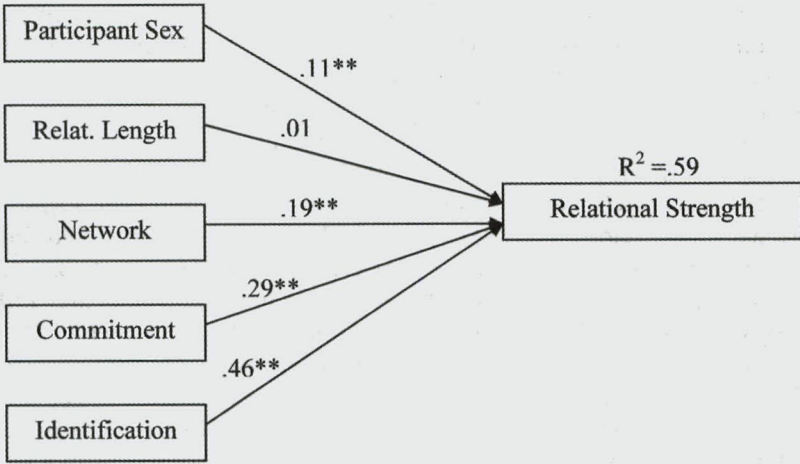 Participant Sex
.11**
Relat. Length
.01
R² =.59
Relational Strength
Network
.19**
Commitment
.29**
Identification
.46**